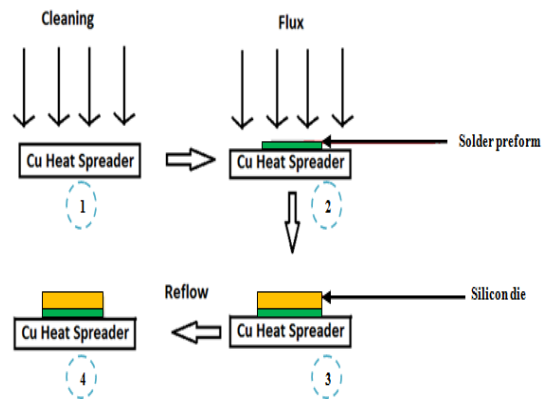 Cleaning
Flux
Solder preform
Cu Heat Spreader
Cu Heat Spreader
1
2
Reflow
Silicon die
Cu Heat Spreader
Cu Heat Spreader
4
3